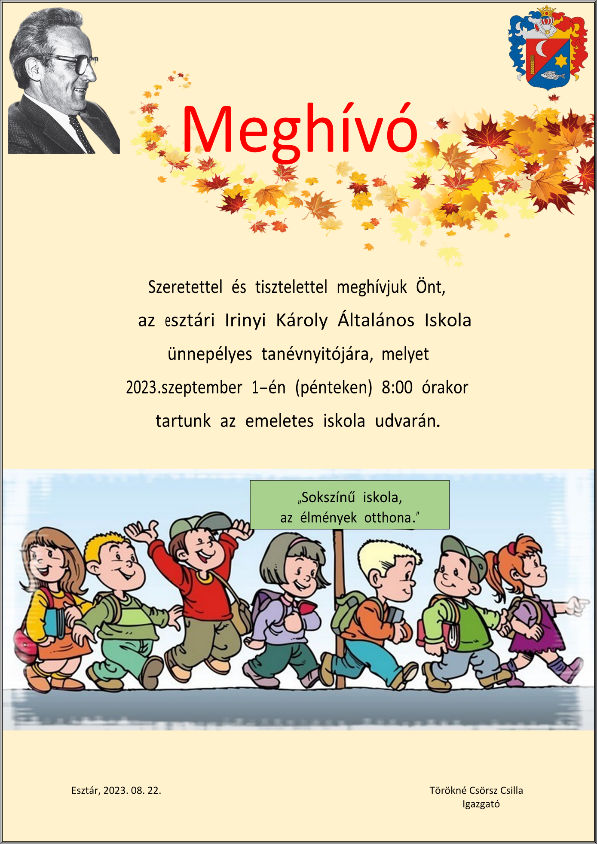 Meghívó
Szeretettel és tisztelettel meghívjuk Önt,
az esztári Irinyi Károly Általános Iskola
ünnepélyes tanévnyitójára, melyet
2023.szeptember 1–én (pénteken) 8:00 órakor
tartunk az emeletes iskola udvarán.
„Sokszínű iskola,
az élmények otthona.”
Esztár, 2023. 08. 22.
Törökné Csörsz Csilla
Igazgató